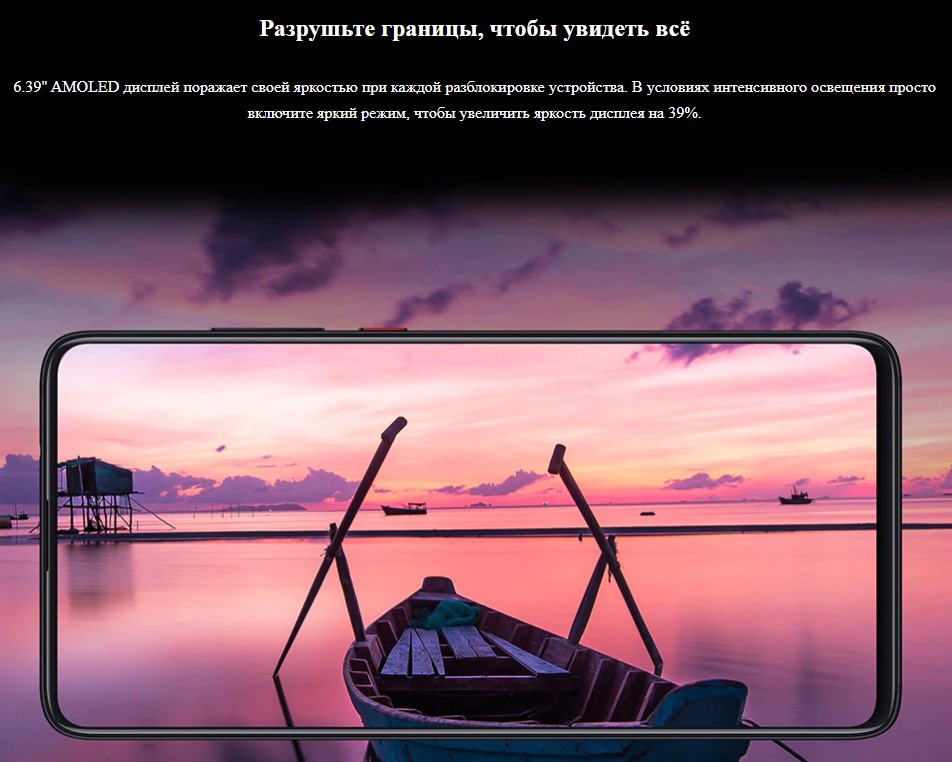 Разрушьте границы, чтобы увидеть всё
6.39" AMOLED дисплей поражает своей яркостью при каждой разблокировке устройства. В условиях интенсивного освещения просто
включите яркий режим, чтобы увеличить яркость дисплея на 39%.